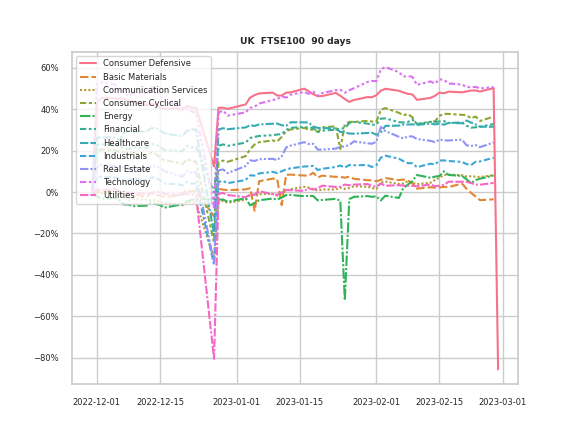 UK  FTSE100  90 days
Consumer Defensive
Basic Materials
Communication Services
Consumer Cyclical
Energy
Financial
Healthcare
Industrials
Real Estate
Technology
Utilities
60%
40%
20%
0%
−20%
−40%
−60%
−80%
2022-12-01 2022-12-15 2023-01-01 2023-01-15 2023-02-01 2023-02-15 2023-03-01